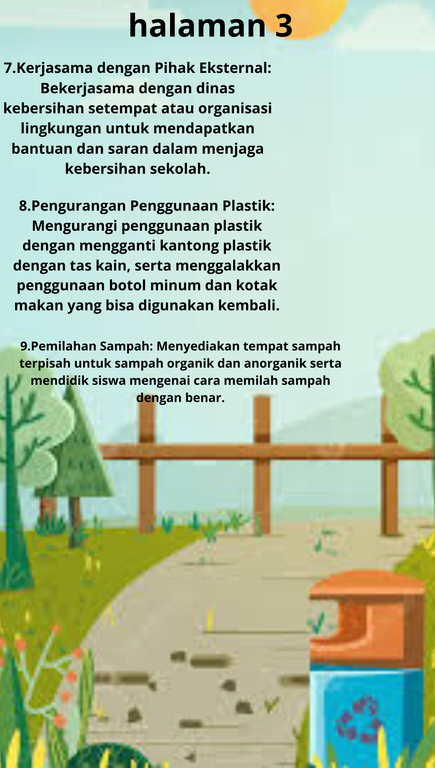 halaman 3
7.Kerjasama dengan Pihak Eksternal:
Bekerjasama dengan dinas
kebersihan setempat atau organisasi
lingkungan untuk mendapatkan
bantuan dan saran dalam menjaga
kebersihan sekolah.
8.Pengurangan Penggunaan Plastik:
Mengurangi penggunaan plastik
dengan mengganti kantong plastik
dengan tas kain, serta menggalakkan
penggunaan botol minum dan kotak
makan yang bisa digunakan kembali.
9.Pemilahan Sampah: Menyediakan tempat sampah
terpisah untuk sampah organik dan anorganik serta
mendidik siswa mengenai cara memilah sampah
dengan benar.